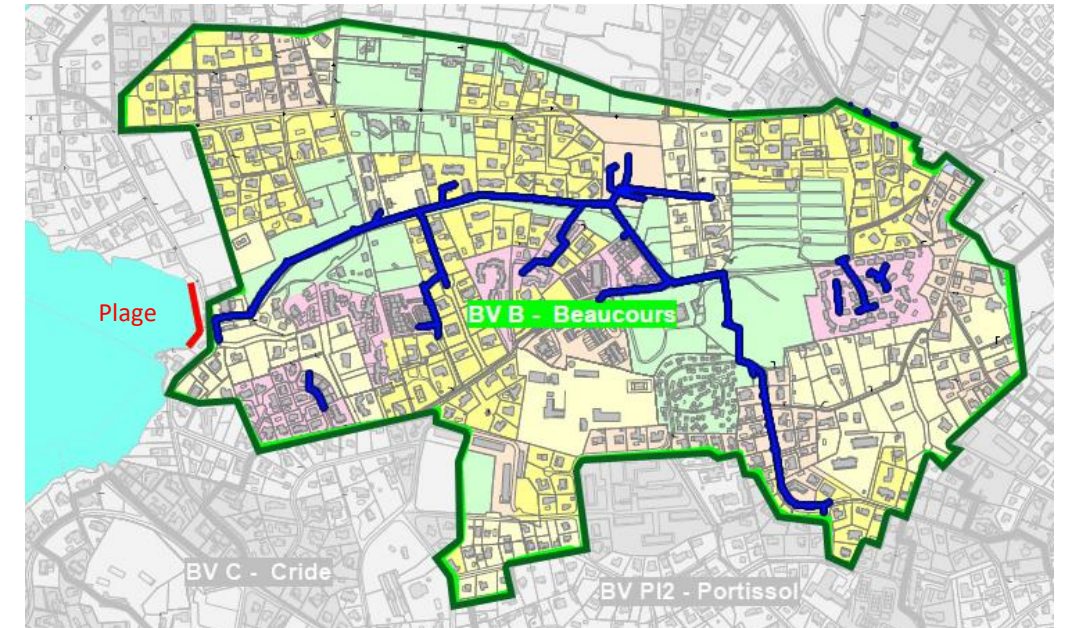 Plage
BV B - Beaucours
BV C - Cride
BV PI2 - Portissol